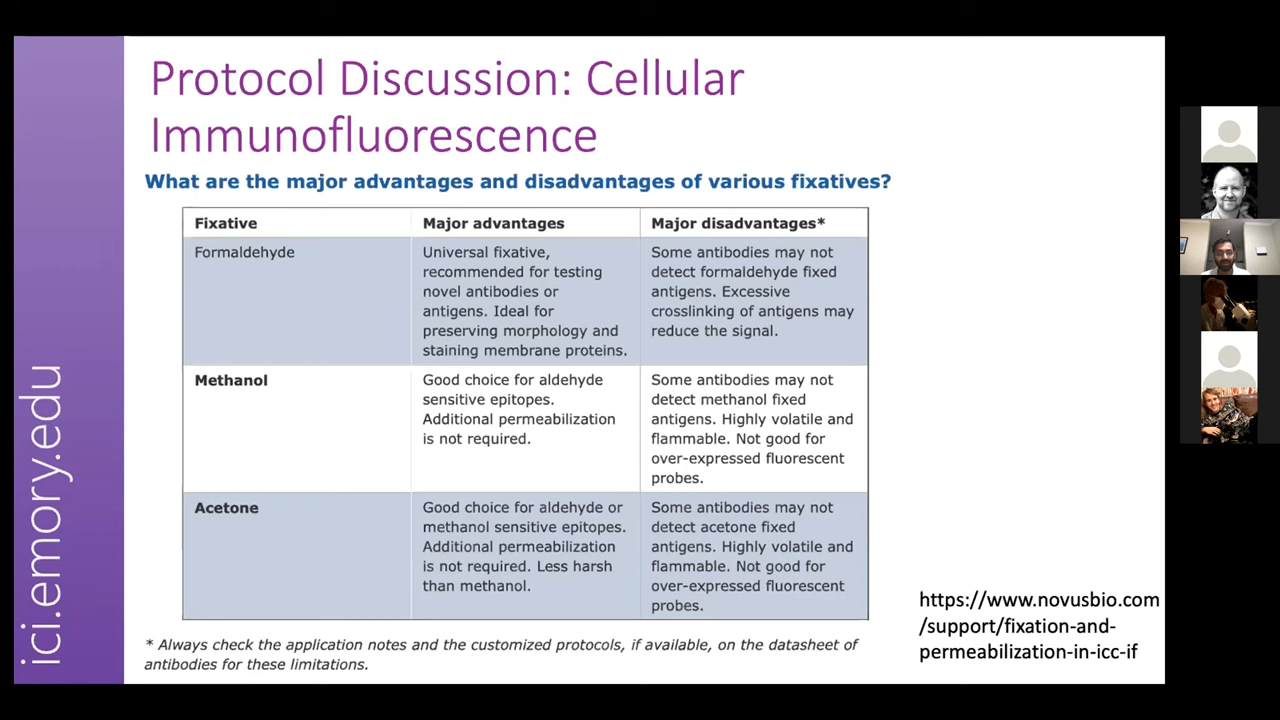 Protocol Discussion: Cellular
Immunofluorescence
What are the major advantages and disadvantages of various fixatives?
Fixative
Major advantages
Major disadvantages*
Formaldehyde
Universal fixative,
recommended for testing
novel antibodies or
antigens. Ideal for
preserving morphology and
staining membrane proteins.
Some antibodies may not
detect formaldehyde fixed
antigens. Excessive
crosslinking of antigens may
reduce the signal.
Methanol
Good choice for aldehyde
sensitive epitopes.
Additional permeabilization
is not required.
Some antibodies may not
detect methanol fixed
antigens. Highly volatile and
flammable. Not good for
over-expressed fluorescent
probes.
Acetone
Good choice for aldehyde or
methanol sensitive epitopes.
Additional permeabilization
is not required. Less harsh
than methanol.
Some antibodies may not
detect acetone fixed
antigens. Highly volatile and
flammable. Not good for
over-expressed fluorescent
probes.
* Always check the application notes and the customized protocols, if available, on the datasheet of
antibodies for these limitations.
https://www.novusbio.com
/support/fixation-and-
permeabilization-in-icc-if
ici.emory.edu